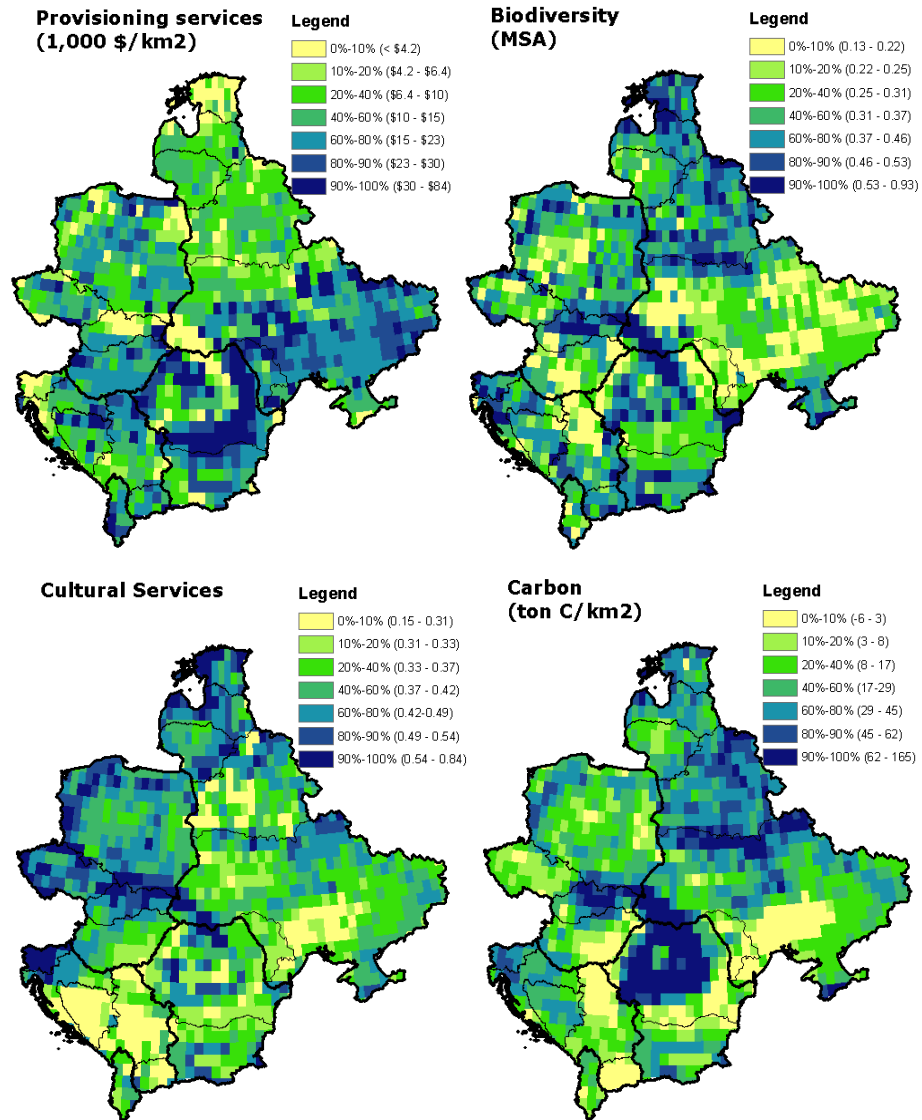 Provisioning services
(1,000 $/km2)
Legend
0%-10% (< $4.2)
10%-20% ($4.2 - $6.4)
20%-40% ($6.4 - $10)
40%-60% ($10 - $15)
60%-80% ($15 - $23)
80%-90% ($23 - $30)
90%-100% ($30 - $84)
Biodiversity
(MSA)
Legend
0%-10% (0.13 - 0.22)
10%-20% (0.22 - 0.25)
20%-40% (0.25 - 0.31)
40%-60% (0.31 - 0.37)
60%-80% (0.37 - 0.46)
80%-90% (0.46 - 0.53)
90%-100% (0.53 - 0.93)
Cultural Services
Legend
0%-10% (0.15 - 0.31)
10%-20% (0.31 - 0.33)
20%-40% (0.33 - 0.37)
40%-60% (0.37 - 0.42)
60%-80% (0.42-0.49)
80%-90% (0.49 - 0.54)
90%-100% (0.54 - 0.84)
Carbon
(ton C/km2)
Legend
0%-10% (-6 - 3)
10%-20% (3 - 8)
20%-40% (8 - 17)
40%-60% (17-29)
60%-80% (29 - 45)
80%-90% (45 - 62)
90%-100% (62 - 165)